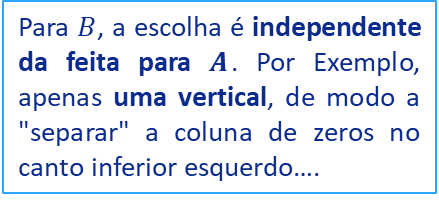 Para B, a escolha é independente
da feita para A. Por Exemplo,
apenas uma vertical, de modo a
"separar" a coluna de zeros no
canto inferior esquerdo....